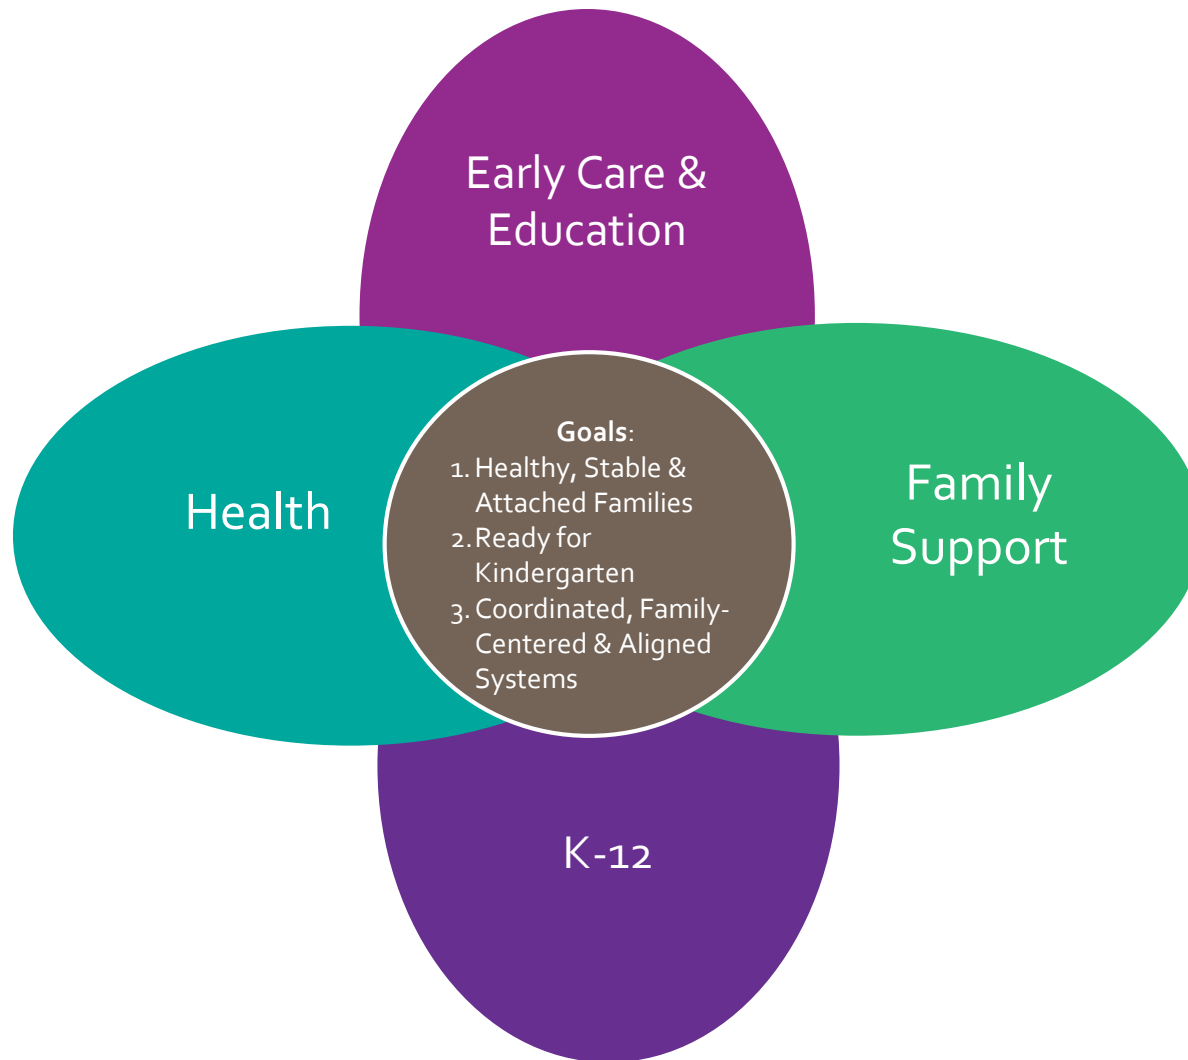 Early Care &
Education
Health
Goals:
1. Healthy, Stable &
Attached Families
2. Ready for
Kindergarten
3. Coordinated, Family-
Centered & Aligned
Systems
Family
Support
K-12